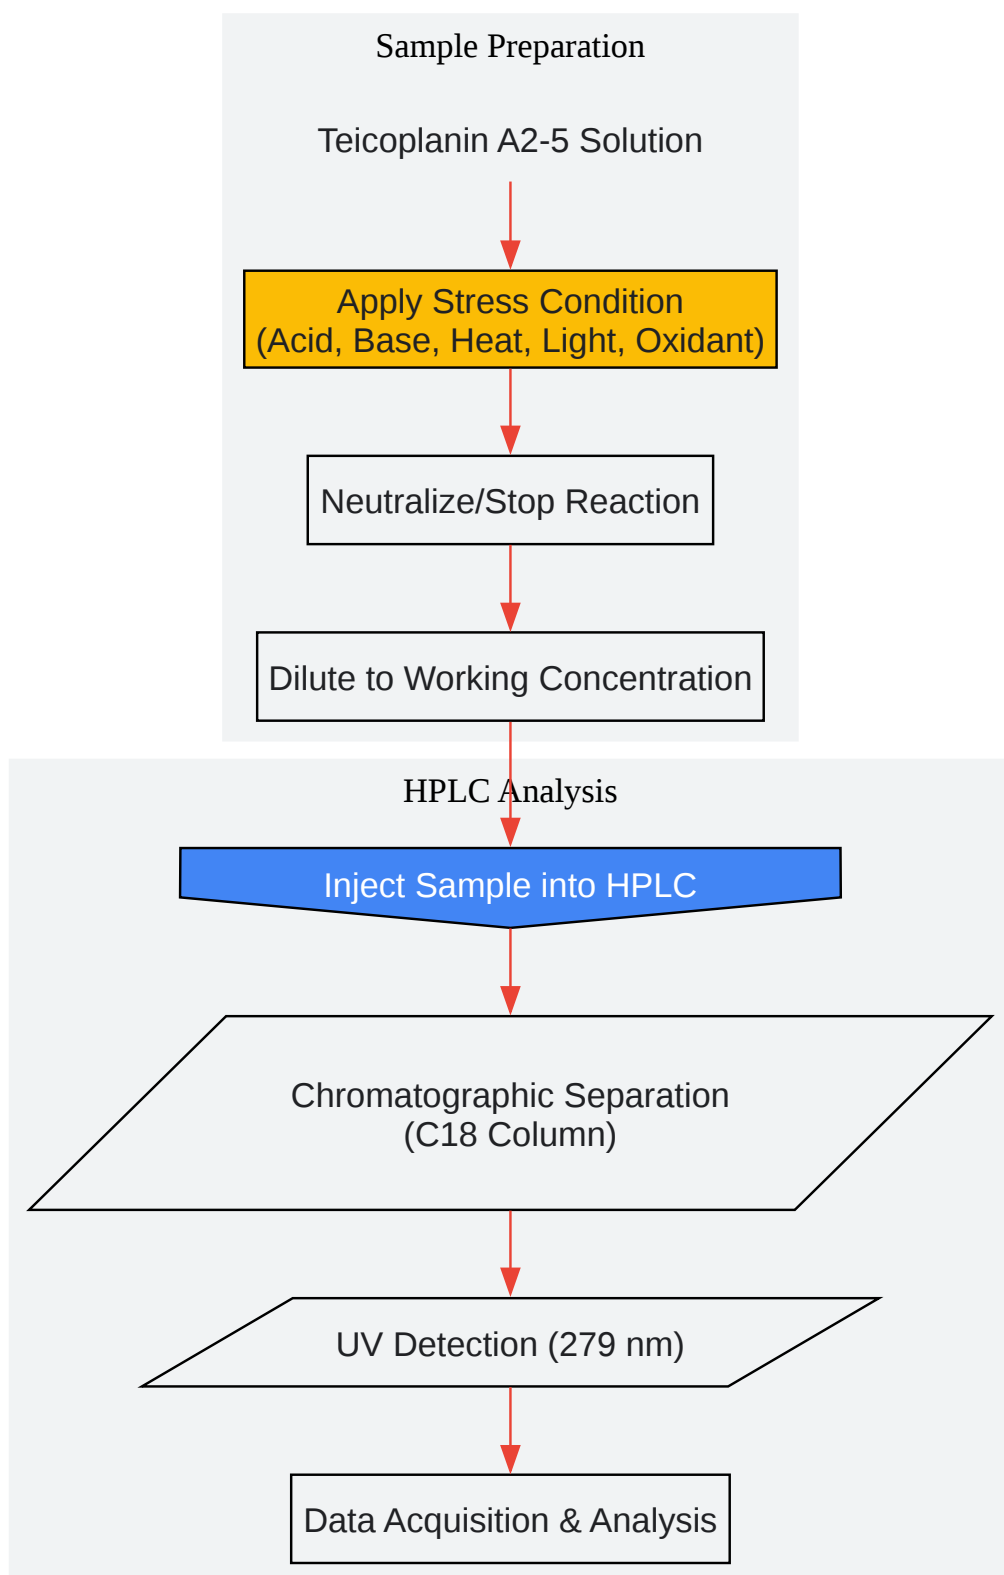 Sample Preparation
Teicoplanin A2-5 Solution
Apply Stress Condition
(Acid, Base, Heat, Light, Oxidant)
Neutralize/Stop Reaction
Dilute to Working Concentration
HPLC Analysis
Inject Sample into HPLC
Chromatographic Separation
(C18 Column)
UV Detection (279 nm)
Data Acquisition & Analysis